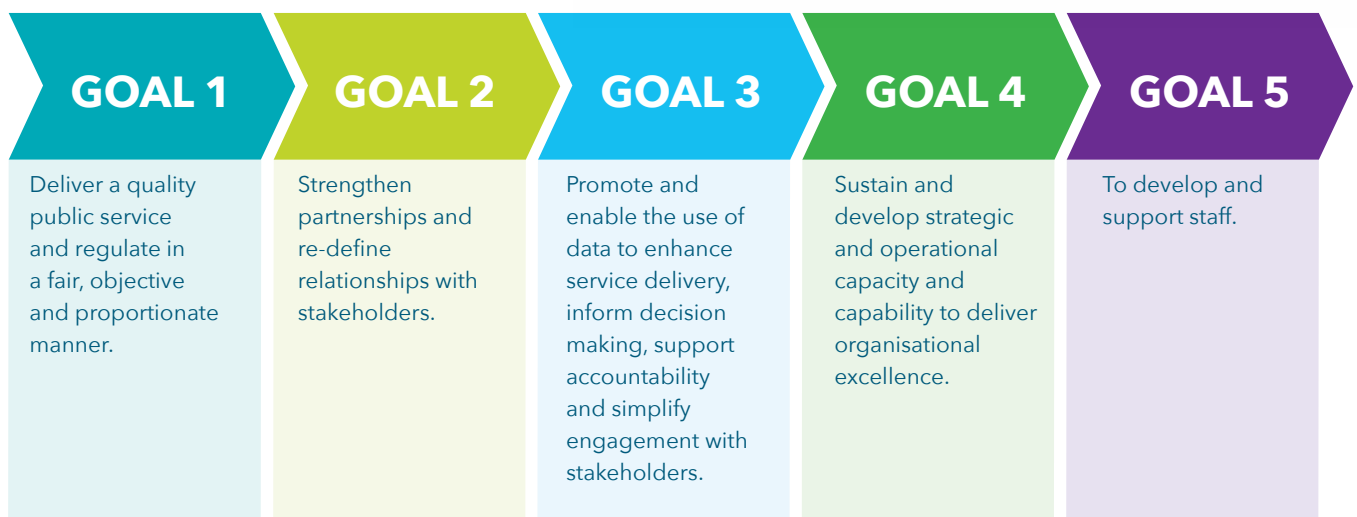 GOAL 1
Deliver a quality
public service
and regulate in
a fair, objective
and proportionate
manner.
GOAL 2
Strengthen
partnerships and
re-define
relationships with
stakeholders.
GOAL 3
Promote and
enable the use of
data to enhance
service delivery,
inform decision
making, support
accountability
and simplify
engagement with
stakeholders.
GOAL 4
Sustain and
develop strategic
and operational
capacity and
capability to deliver
organisational
excellence.
GOAL 5
To develop and
support staff.